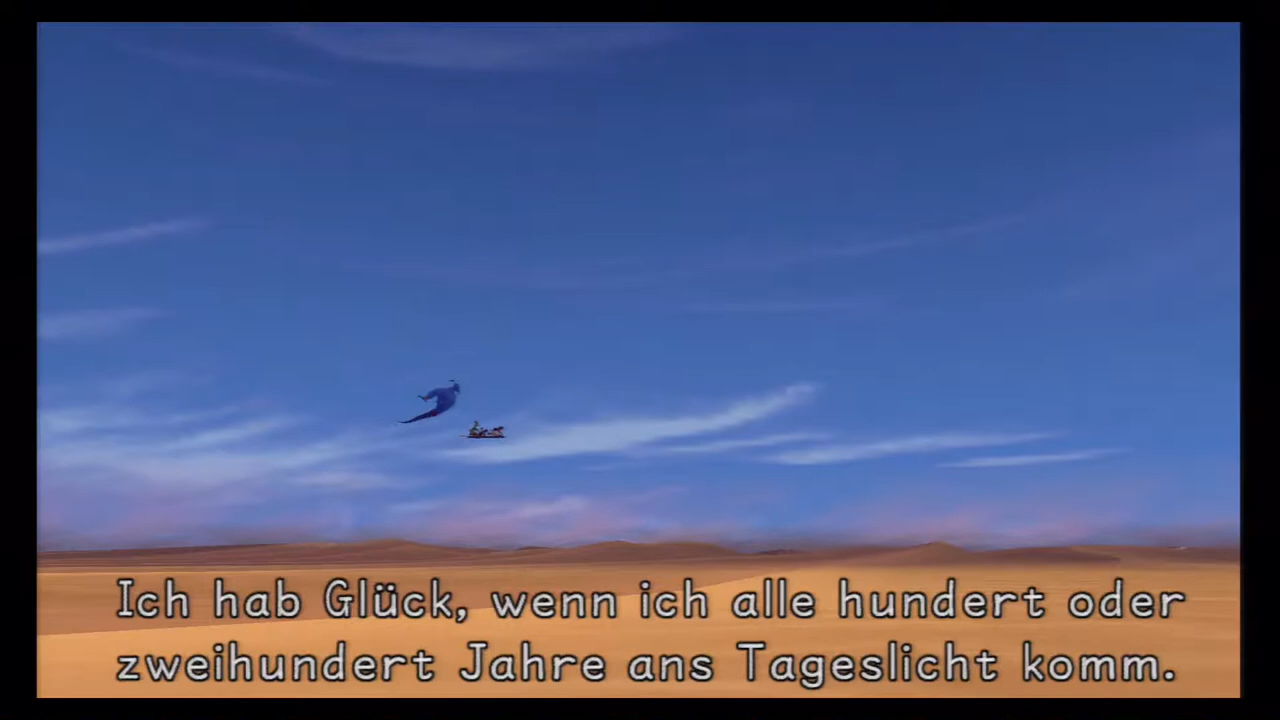 Ich hab Glück, wenn ich alle hundert oder
zweihundert Jahre ans Tageslicht komm.